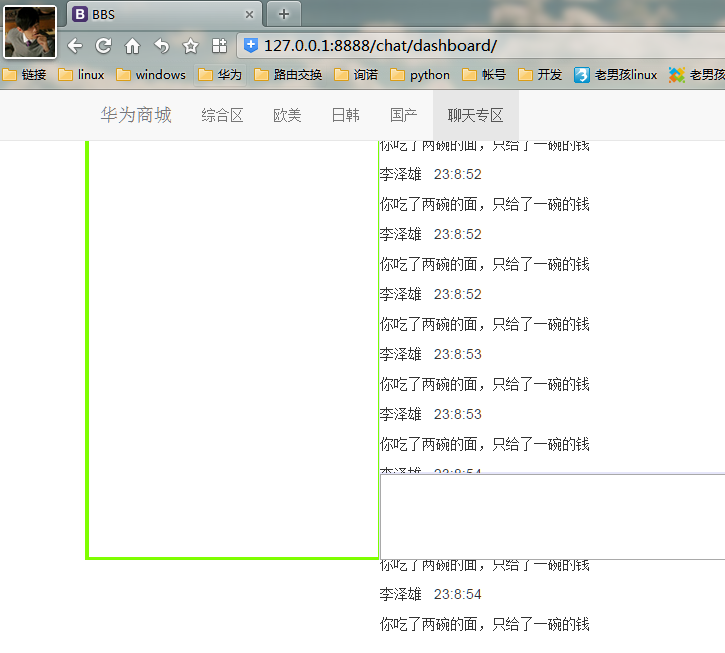 BBS
127.0.0.1:8888/chat/dashboard/
链接 linux windows 华为 路由交换 询诺 python 帐号 开发 老男孩linux 老男孩
华为商城 综合区 欧美 日韩 国产 聊天专区
你吃了两碗的面，只给了一碗的钱
李泽雄 23:8:52
你吃了两碗的面，只给了一碗的钱
李泽雄 23:8:52
你吃了两碗的面，只给了一碗的钱
李泽雄 23:8:52
你吃了两碗的面，只给了一碗的钱
李泽雄 23:8:53
你吃了两碗的面，只给了一碗的钱
李泽雄 23:8:53
你吃了两碗的面，只给了一碗的钱
李泽雄 23:8:54
你吃了两碗的面，只给了一碗的钱
李泽雄 23:8:54
你吃了两碗的面，只给了一碗的钱